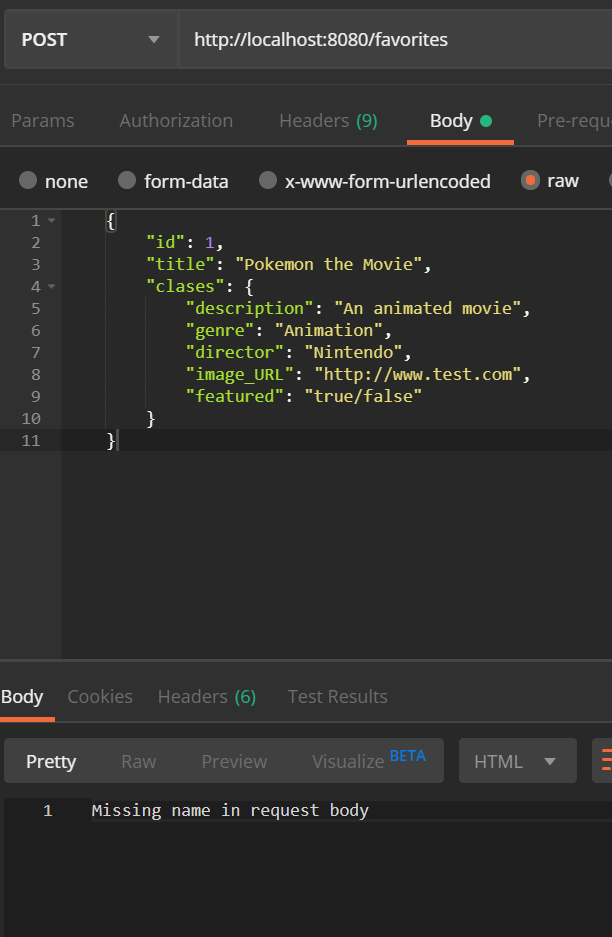 POST http://localhost:8080/favorites
Params Authorization Headers (9) Body Pre-requ
none form-data x-www-form-urlencoded raw
1 {
2 "id": 1,
3 "title": "Pokemon the Movie",
4 "clases": {
5 "description": "An animated movie",
6 "genre": "Animation",
7 "director": "Nintendo",
8 "image_URL": "http://www.test.com",
9 "featured": "true/false"
10 }
11 }
Body Cookies Headers (6) Test Results
Pretty Raw Preview Visualize BETA HTML
1 Missing name in request body